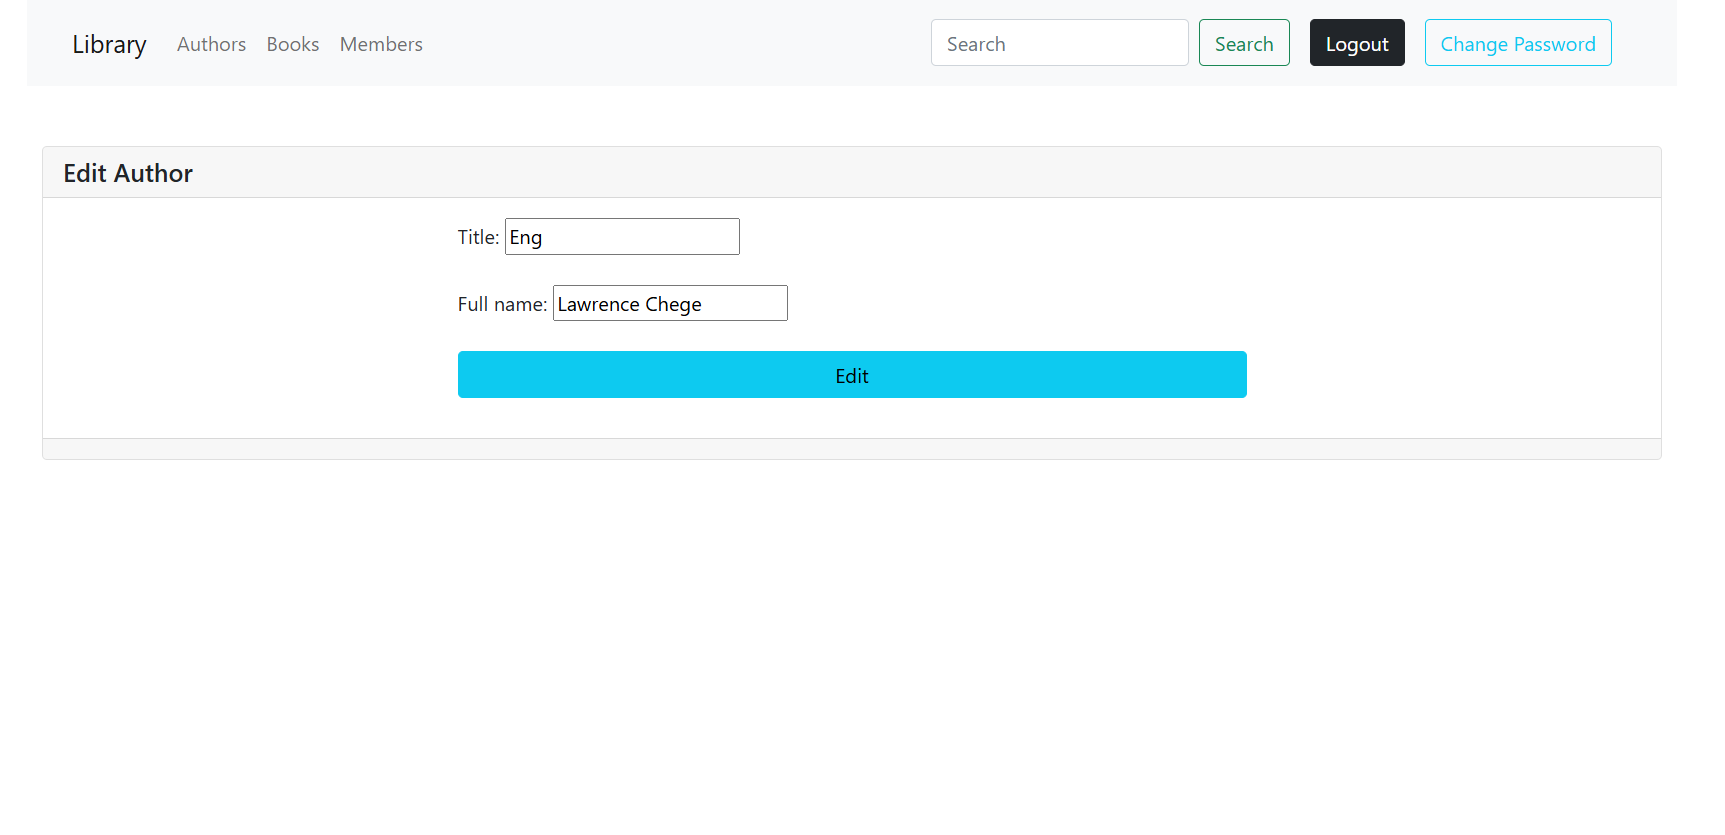 Library Authors Books Members Search Search Logout Change Password
Edit Author
Title: Eng
Full name: Lawrence Chege
Edit